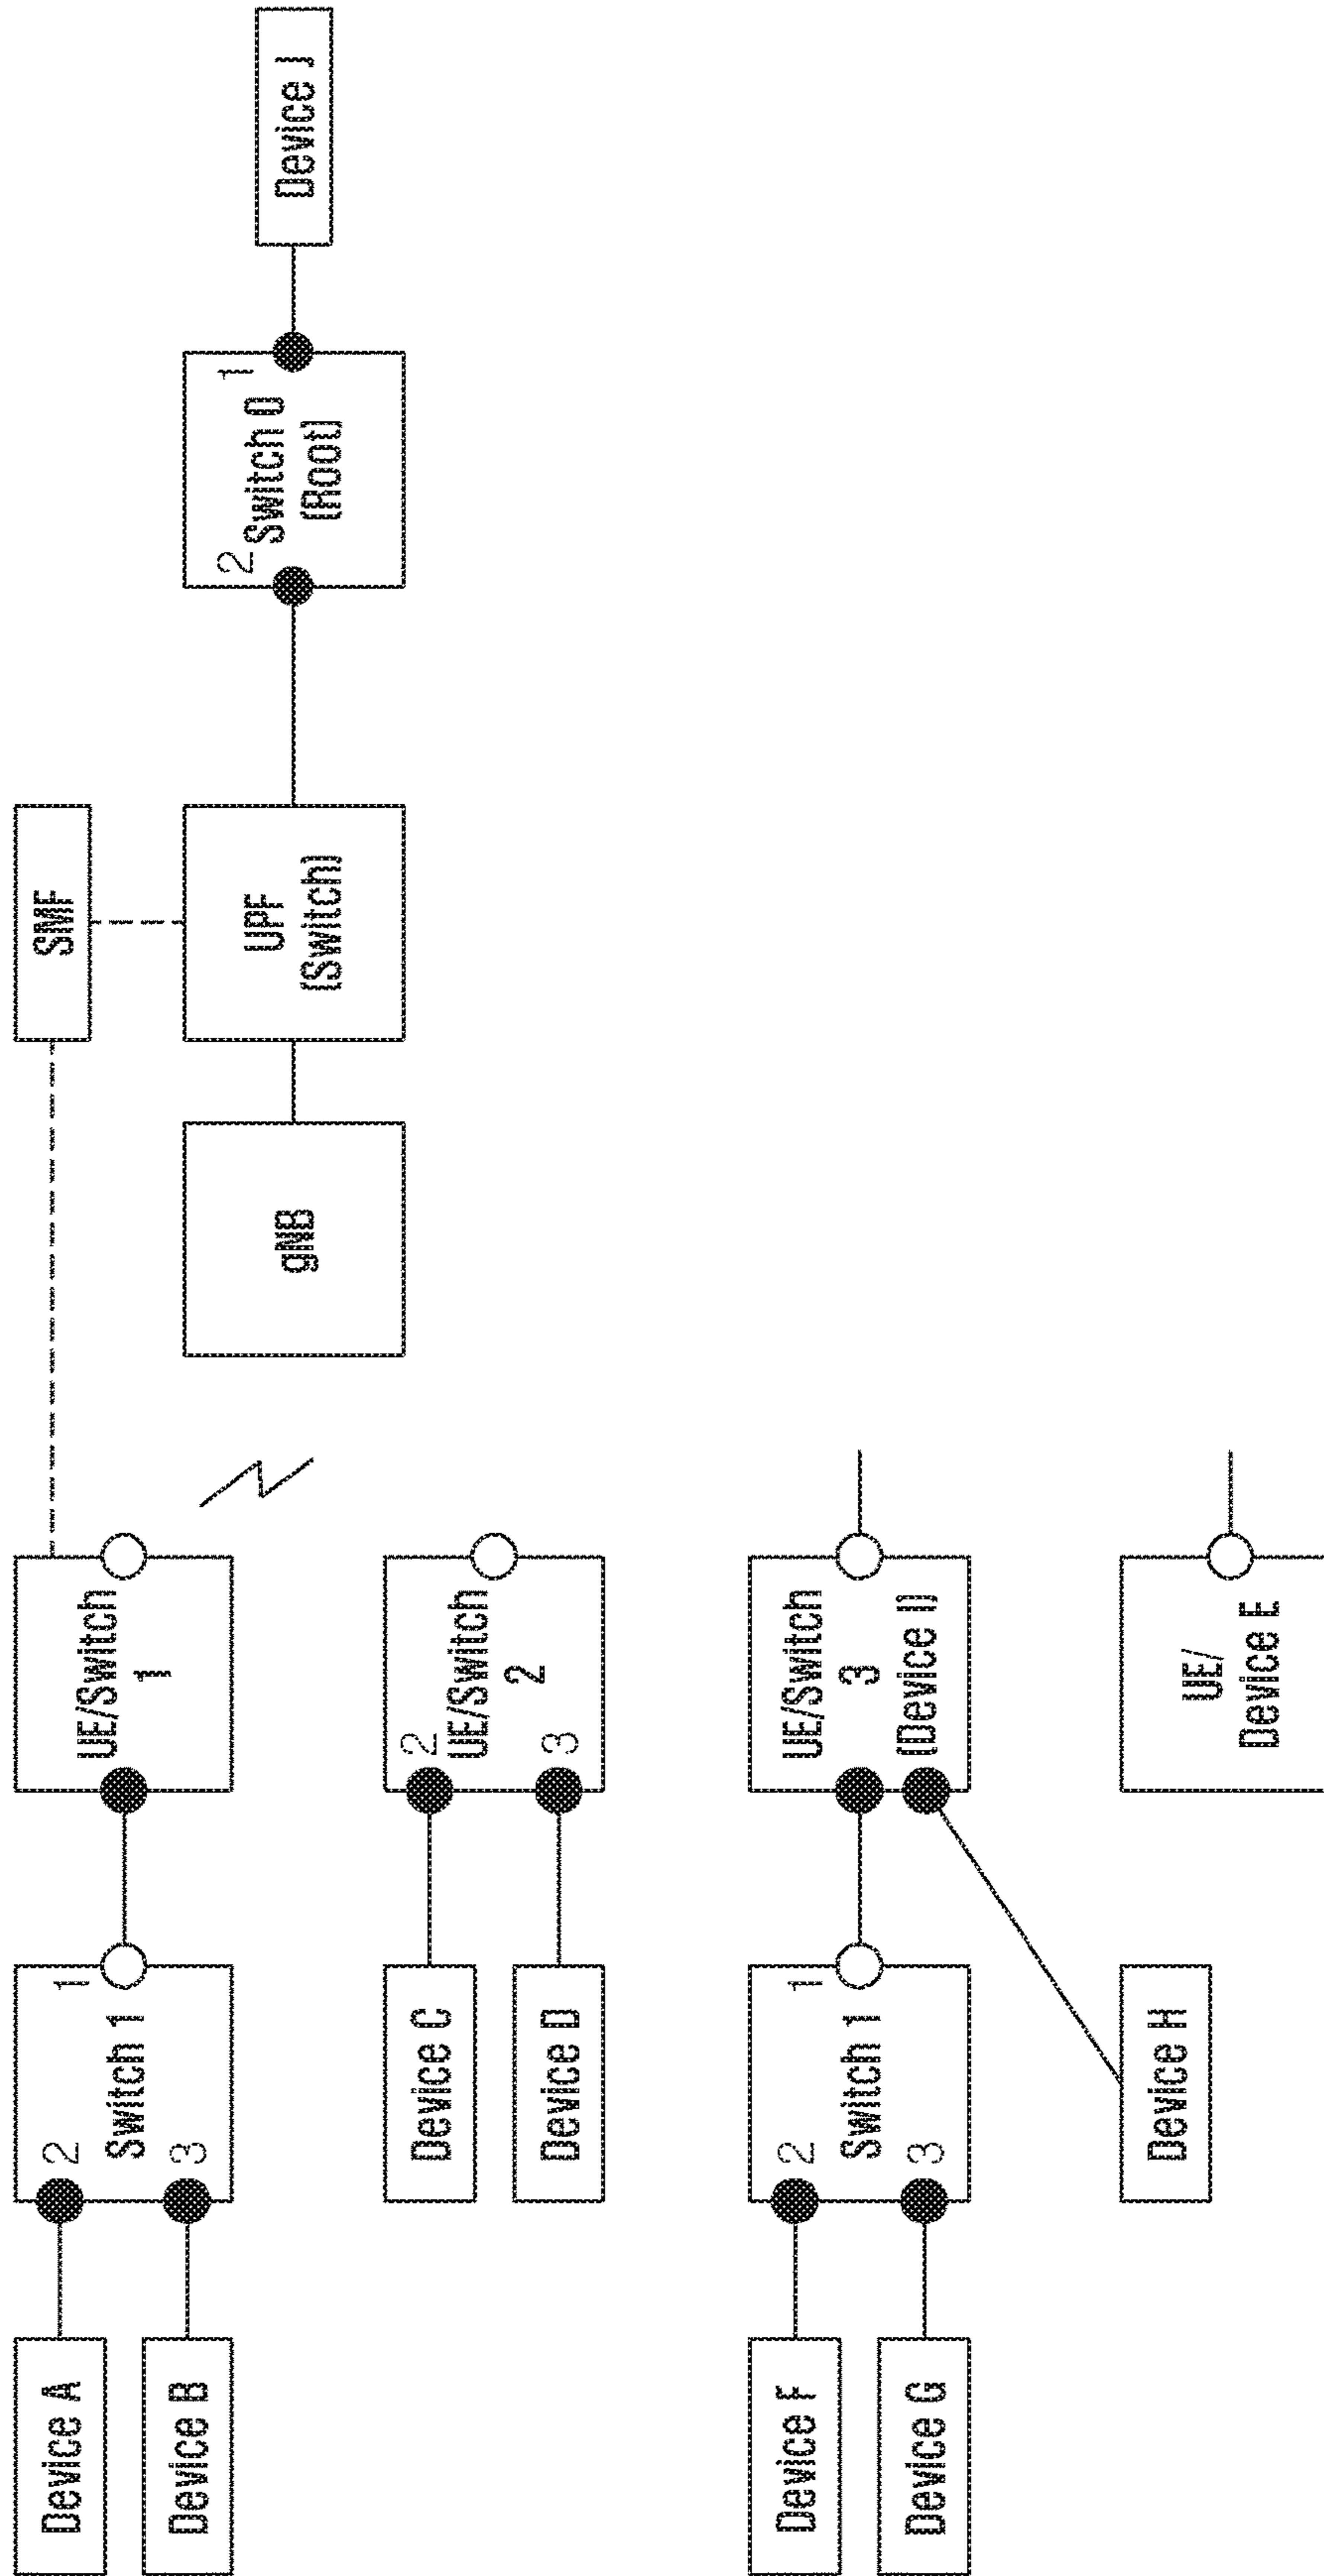 Device A
Device B
2
1
Switch 1
3
UE/Switch
1
SMF
gNB
UPF
(Switch)
2
1
Switch 0
(Root)
Device J
Device C
Device D
2
UE/Switch
2
3
Device F
Device G
2
1
Switch 1
3
UE/Switch
3
(Device I)
Device H
UE/
Device E